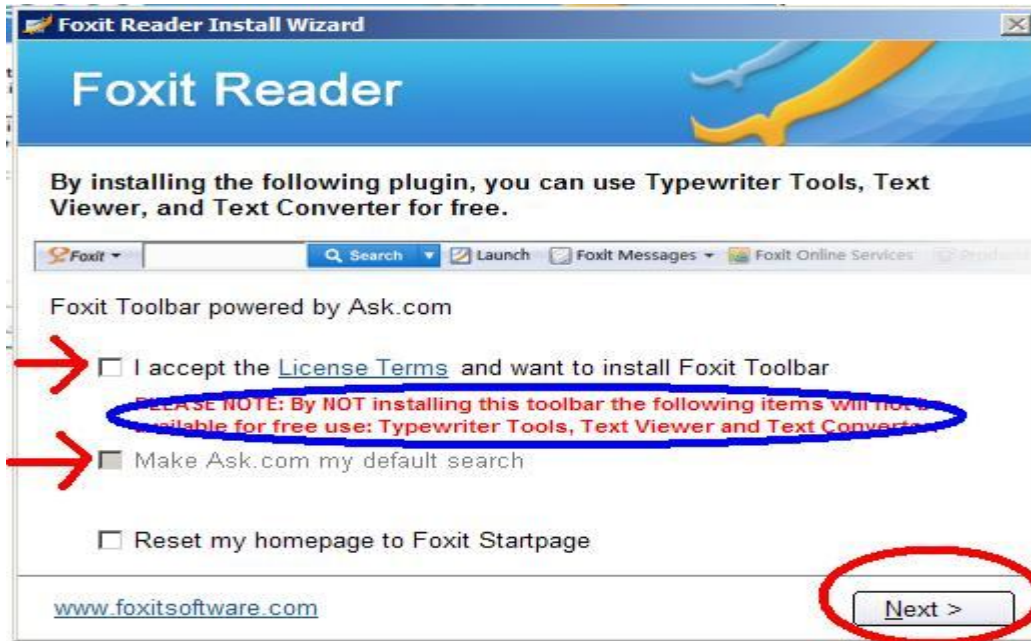 Foxit Reader Install Wizard
Foxit Reader
By installing the following plugin, you can use Typewriter Tools, Text
Viewer, and Text Converter for free.
Foxit Search Launch Foxit Messages Foxit Online Services
Foxit Toolbar powered by Ask.com
I accept the License Terms and want to install Foxit Toolbar
PLEASE NOTE: By NOT installing this toolbar the following items will not
available for free use: Typewriter Tools, Text Viewer and Text Converter
Make Ask.com my default search
Reset my homepage to Foxit Startpage
www.foxitsoftware.com
Next >